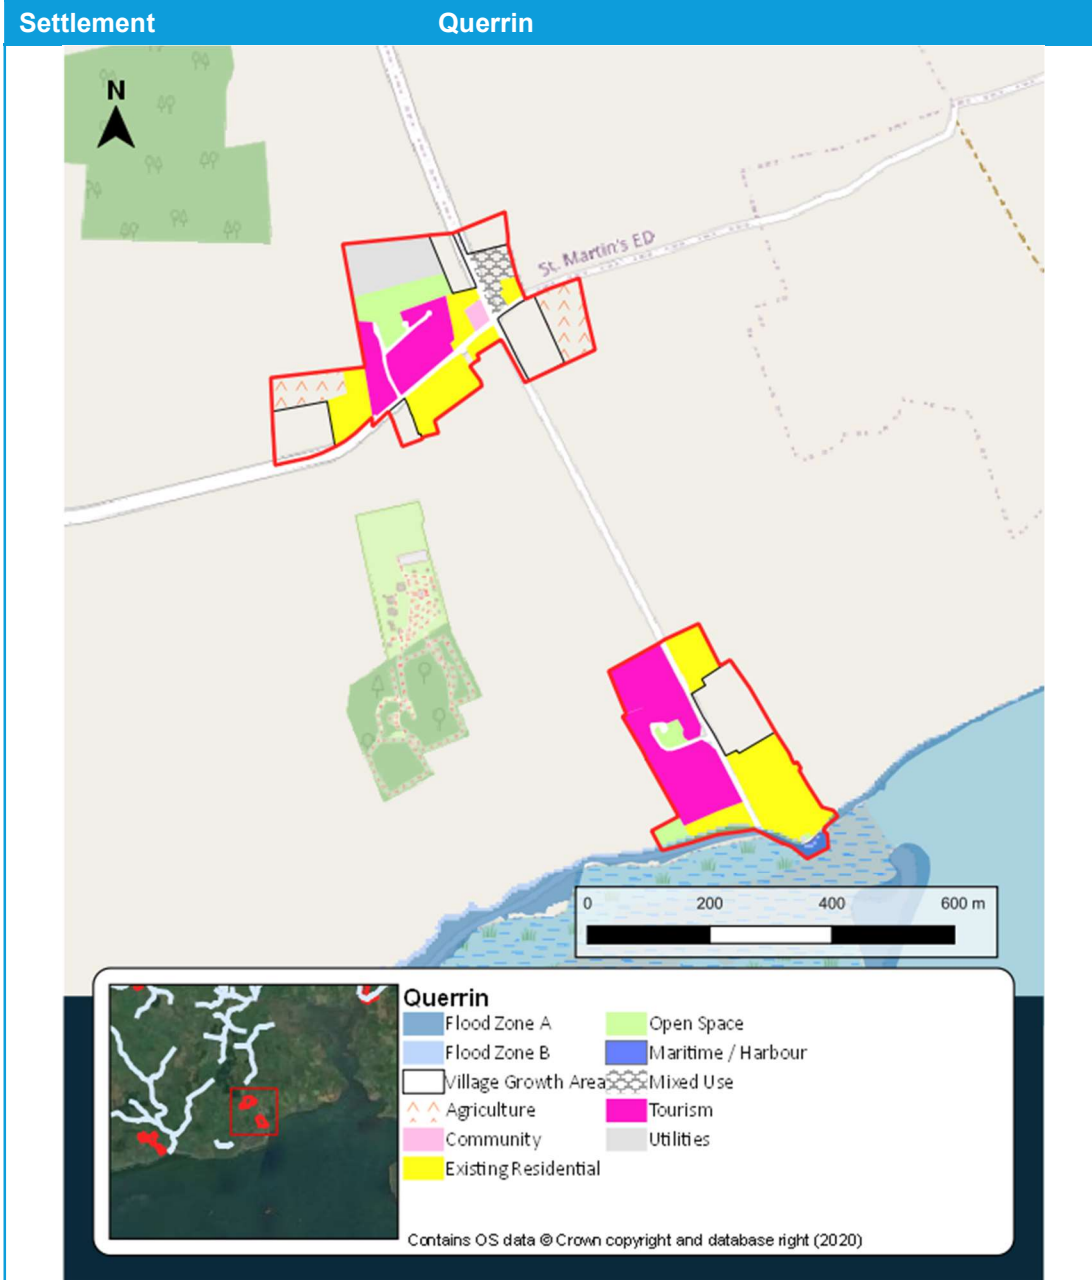 Settlement Querrin
N
St. Martin's ED
0 200 400 600 m
Querrin
Flood Zone A
Flood Zone B
Village Growth Area
Agriculture
Community
Existing Residential
Open Space
Maritime / Harbour
Mixed Use
Tourism
Utilities
Contains OS data © Crown copyright and database right (2020)